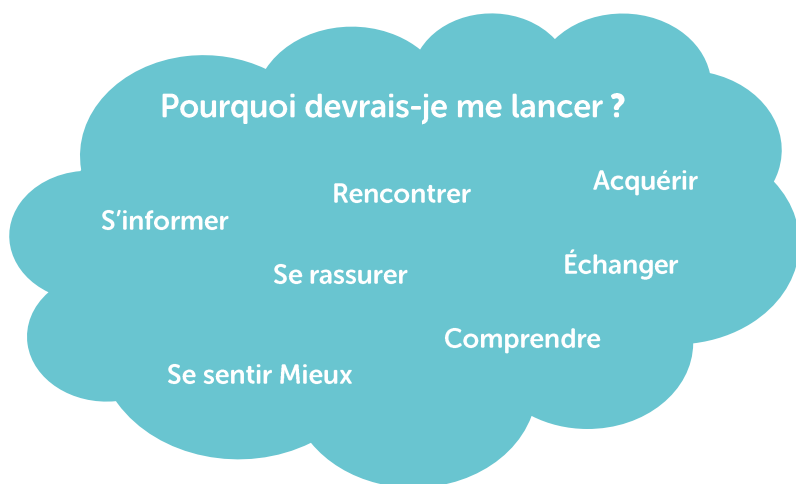 Pourquoi devrais-je me lancer ?
Acquérir
Rencontrer
S'informer
Échanger
Se rassurer
Comprendre
Se sentir Mieux